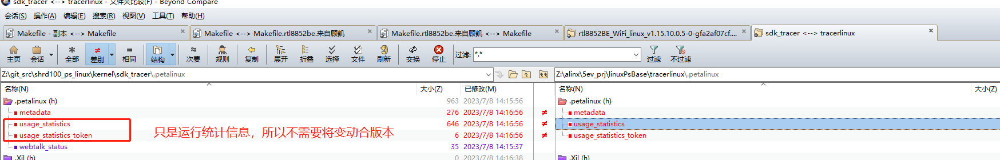 sdk_tracer <--> tracerlinux - 文件夹比较(F) - Beyond Compare
会话(S) 操作(A) 编辑(E) 搜索(R) 视图(V) 工具(T) 帮助(H)
Makefile - 副本 <--> Makefile × Makefile <--> Makefile.rtl8852be.来自顾凯 × Makefile.rtl8852be.来自顾凯 <--> Makefile × rtl8852BE_WiFi_linux_v1.15.10.0.5-0-gfa2af07cf.... × sdk_tracer <--> tracerlinux ×
主页 会话 全部 差别 相同 结构 次要 规则 复制 展开 折叠 选择 文件 刷新 交换 停止 过滤: *.* 过滤 不过滤
Z:\git_src\shrd100_ps_linux\kernel\sdk_tracer\.petalinux Z:\alinx\5ev_prj\linuxPsBase\tracerlinux\.petalinux
名称(N) 大小(Z) 已修改(M) 名称(N) 大小(Z)
.petalinux (h) 963 2023/7/8 14:15:56 .petalinux (h)
metadata 276 2023/7/8 14:16:56 ≠ metadata
usage_statistics 646 2023/7/8 14:16:56 ≠ usage_statistics
只是运行统计信息，所以不需要将变动合版本
usage_statistics_token 6 2023/7/8 14:16:56 ≠ usage_statistics_token
webtalk_status 35 2023/7/8 14:15:37
.Xil (h) 0 2023/7/8 14:16:38 .Xil (h)